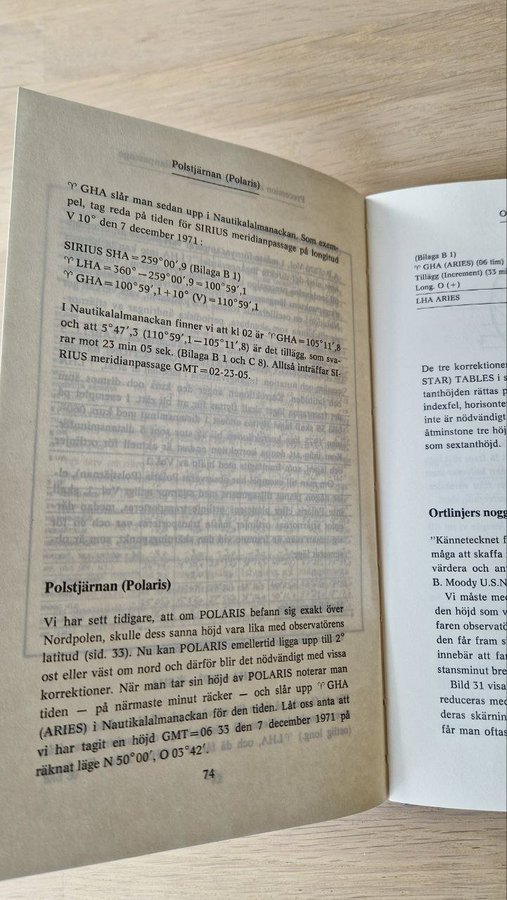 Polstjärnan (Polaris)
♈ GHA slår man sedan upp i Nautikalalmanackan. Som exem-
pel, tag reda på tiden för SIRIUS meridianpassage på longitud
V 10° den 7 december 1971:
SIRIUS SHA=259°00′,9 (Bilaga B 1)
♈ LHA=360°−259°00′,9=100°59′,1
♈ GHA=100°59′,1+10° (V)=110°59′,1
I Nautikalalmanackan finner vi att kl 02 är ♈GHA=105°11′,8
och att 5°47′,3 (110°59′,1−105°11′,8) är det tillägg, som sva-
rar mot 23 min 05 sek. (Bilaga B 1 och C 8). Alltså inträffar SI-
RIUS meridianpassage GMT=02-23-05.
Polstjärnan (Polaris)
Vi har sett tidigare, att om POLARIS befann sig exakt över
Nordpolen, skulle dess sanna höjd vara lika med observatörens
latitud (sid. 33). Nu kan POLARIS emellertid ligga upp till 2°
ost eller väst om nord och därför blir det nödvändigt med vissa
korrektioner. När man tar sin höjd av POLARIS noterar man
tiden — på närmaste minut räcker — och slår upp ♈GHA
(ARIES) i Nautikalalmanackan för den tiden. Låt oss anta att
vi har tagit en höjd GMT=06 33 den 7 december 1971 på
räknat läge N 50°00′, O 03°42′.
74
(Bilaga B 1)
♈ GHA (ARIES) (06 tim)
Tillägg (Increment) (33 mi
Long. O (+)
LHA ARIES
De tre korrektioner
STAR) TABLES i s
tanthöjden rättas p
indexfel, horisonte
inte är nödvändigt
åtminstone tre höj
som sextanthöjd.
Ortlinjers nogg
"Kännetecknet f
måga att skaffa
värdera och an
B. Moody U.S.N
Vi måste med
den höjd som v
faren observatö
den får fram s
innebär att fa
stansminut bre
Bild 31 visa
reduceras med
deras skärnin
får man oftas